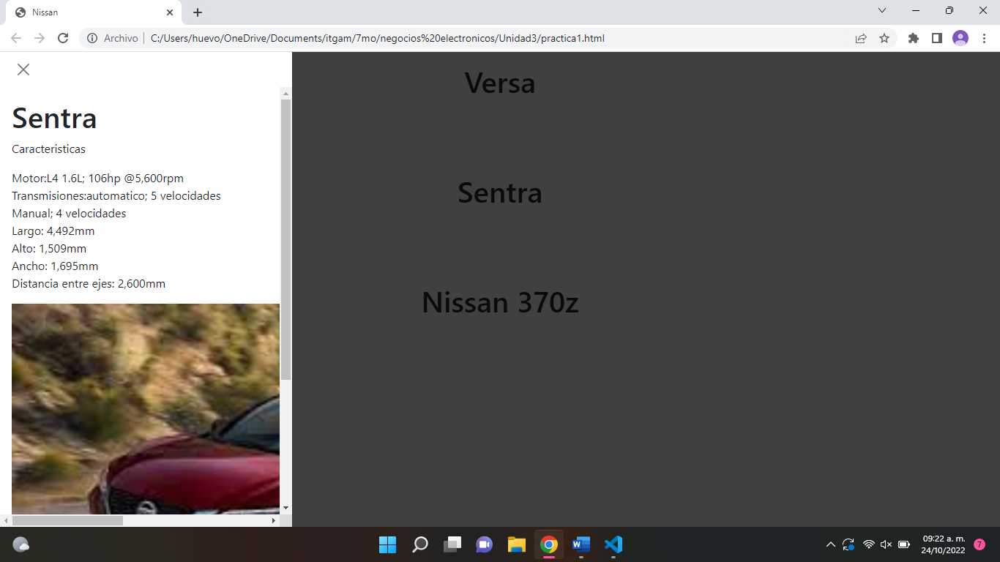 Nissan
Archivo
C:/Users/huevo/OneDrive/Documents/itgam/7mo/negocios%20electronicos/Unidad3/practica1.html
Sentra
Caracteristicas
Motor:L4 1.6L; 106hp @5,600rpm
Transmisiones:automatico; 5 velocidades
Manual; 4 velocidades
Largo: 4,492mm
Alto: 1,509mm
Ancho: 1,695mm
Distancia entre ejes: 2,600mm
Versa
Sentra
Nissan 370z
09:22 a. m.
24/10/2022
7